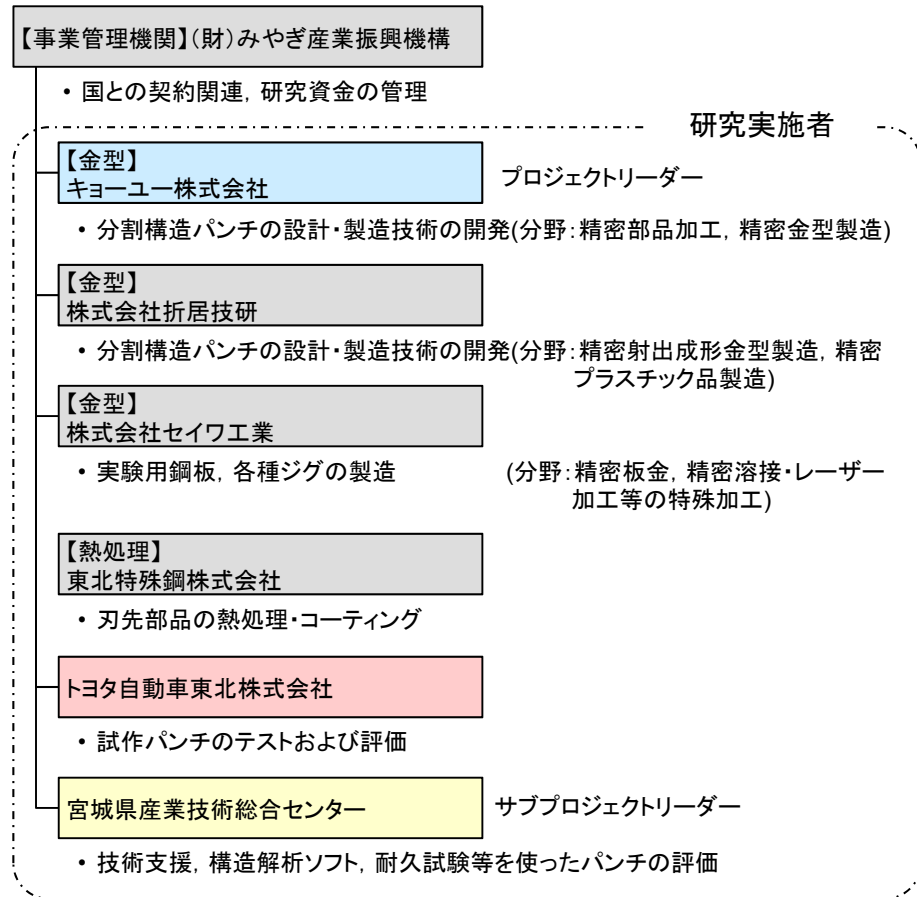 【事業管理機関】(財)みやぎ産業振興機構
• 国との契約関連, 研究資金の管理
研究実施者
【金型】
キョーユー株式会社
プロジェクトリーダー
• 分割構造パンチの設計・製造技術の開発(分野:精密部品加工, 精密金型製造)
【金型】
株式会社折居技研
• 分割構造パンチの設計・製造技術の開発(分野:精密射出成形金型製造, 精密
プラスチック品製造)
【金型】
株式会社セイワ工業
• 実験用鋼板, 各種ジグの製造 (分野:精密板金, 精密溶接・レーザー
加工等の特殊加工)
【熱処理】
東北特殊鋼株式会社
• 刃先部品の熱処理・コーティング
トヨタ自動車東北株式会社
• 試作パンチのテストおよび評価
宮城県産業技術総合センター
サブプロジェクトリーダー
• 技術支援, 構造解析ソフト, 耐久試験等を使ったパンチの評価